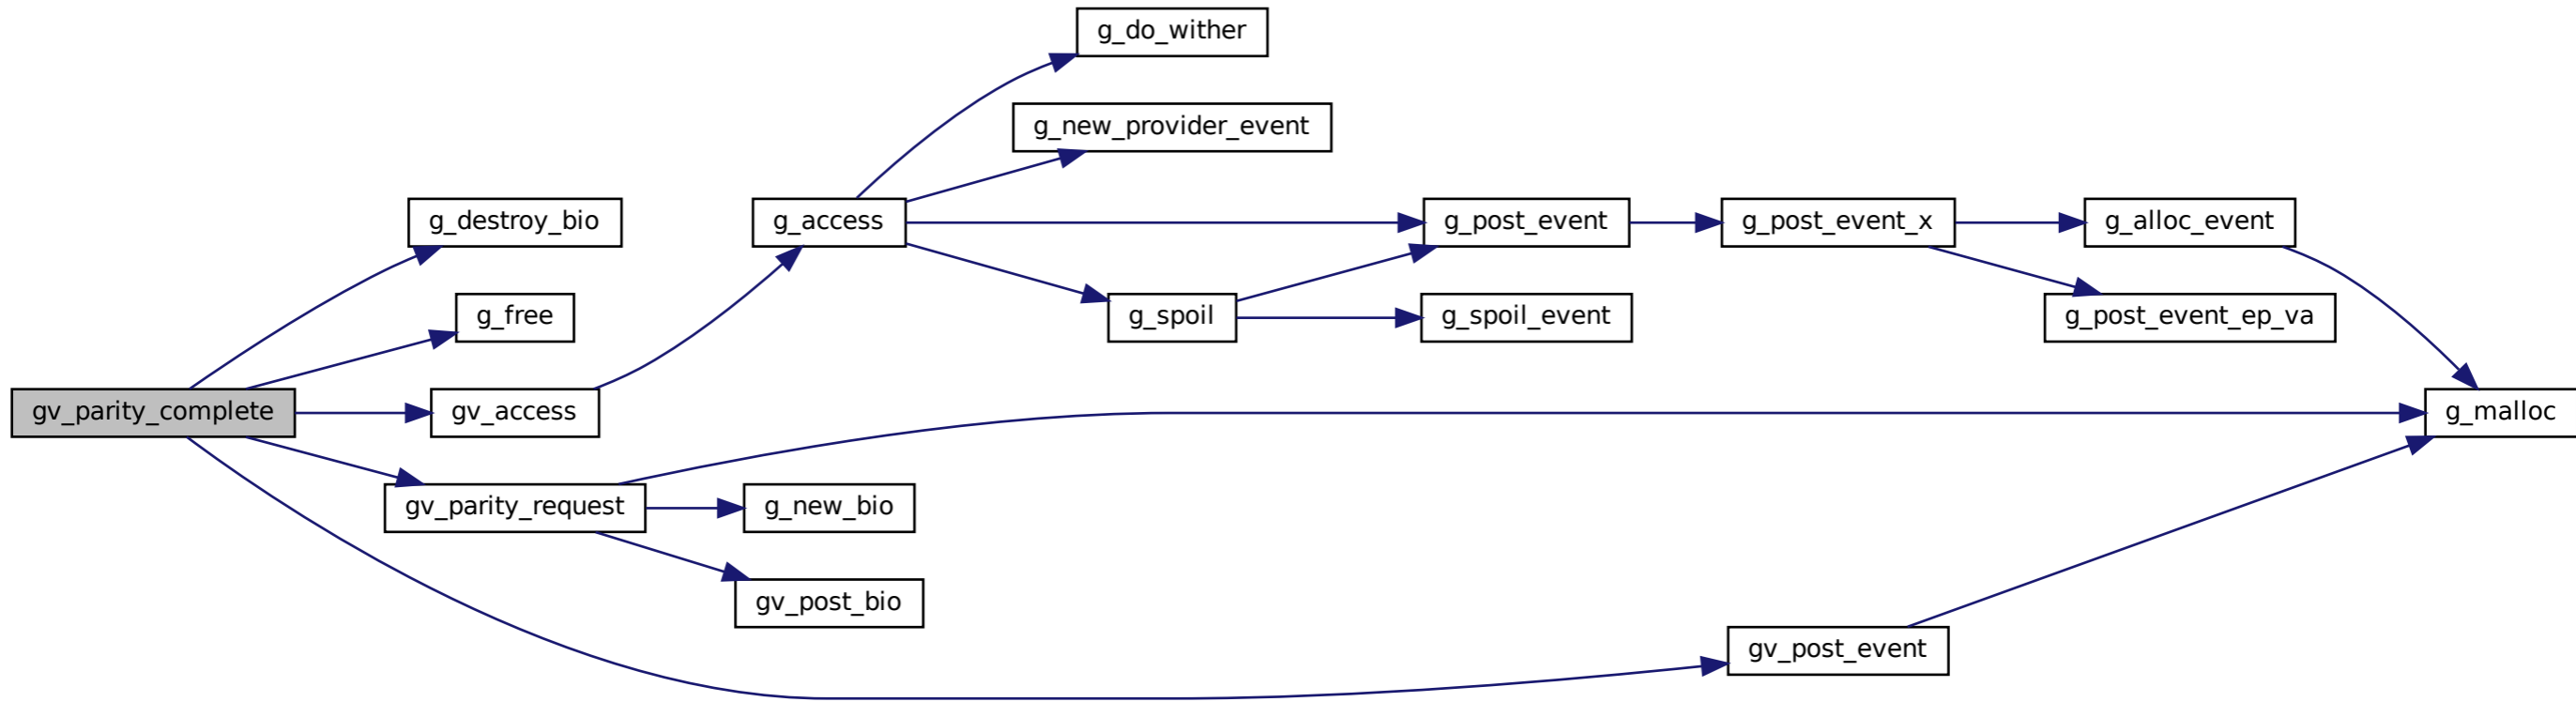 g_do_wither
g_new_provider_event
g_destroy_bio
g_access
g_post_event
g_post_event_x
g_alloc_event
g_free
g_spoil
g_spoil_event
g_post_event_ep_va
gv_parity_complete
gv_access
g_malloc
gv_parity_request
g_new_bio
gv_post_bio
gv_post_event